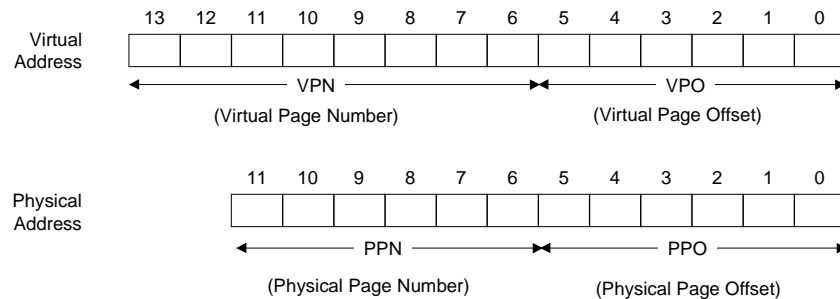 13 12 11 10 9 8 7 6 5 4 3 2 1 0
Virtual
Address
VPN VPO
(Virtual Page Number) (Virtual Page Offset)
11 10 9 8 7 6 5 4 3 2 1 0
Physical
Address
PPN PPO
(Physical Page Number) (Physical Page Offset)